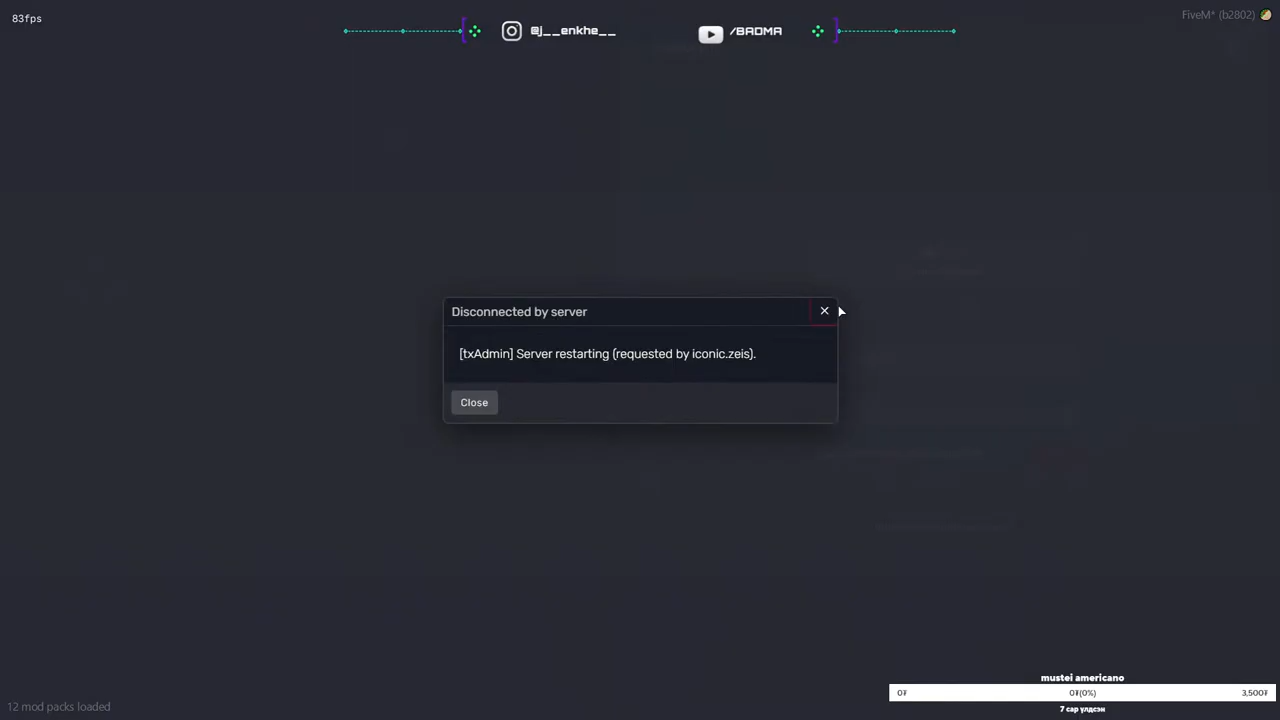 83fps
@j__enkhe__
/BADMA
FiveM* (b2802)
Disconnected by server
[txAdmin] Server restarting (requested by iconic.zeis).
Close
mustei americano
0₮ 0₮(0%) 3,500₮
7 сар үлдсэн
12 mod packs loaded